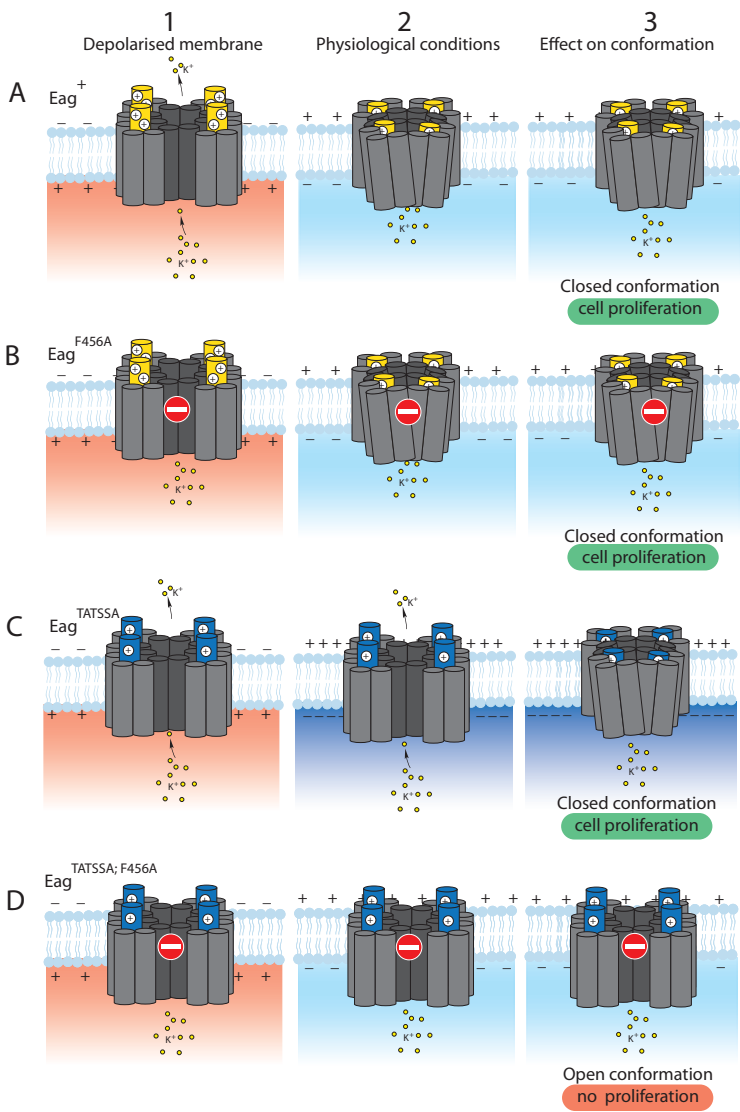 1
2
3
Depolarised membrane
Physiological conditions
Effect on conformation
A
Eag+
K+
K+
K+
K+
Closed conformation
cell proliferation
B
EagF456A
K+
K+
K+
Closed conformation
cell proliferation
C
EagTATSSA
K+
K+
K+
K+
K+
Closed conformation
cell proliferation
D
EagTATSSA; F456A
K+
K+
K+
Open conformation
no proliferation